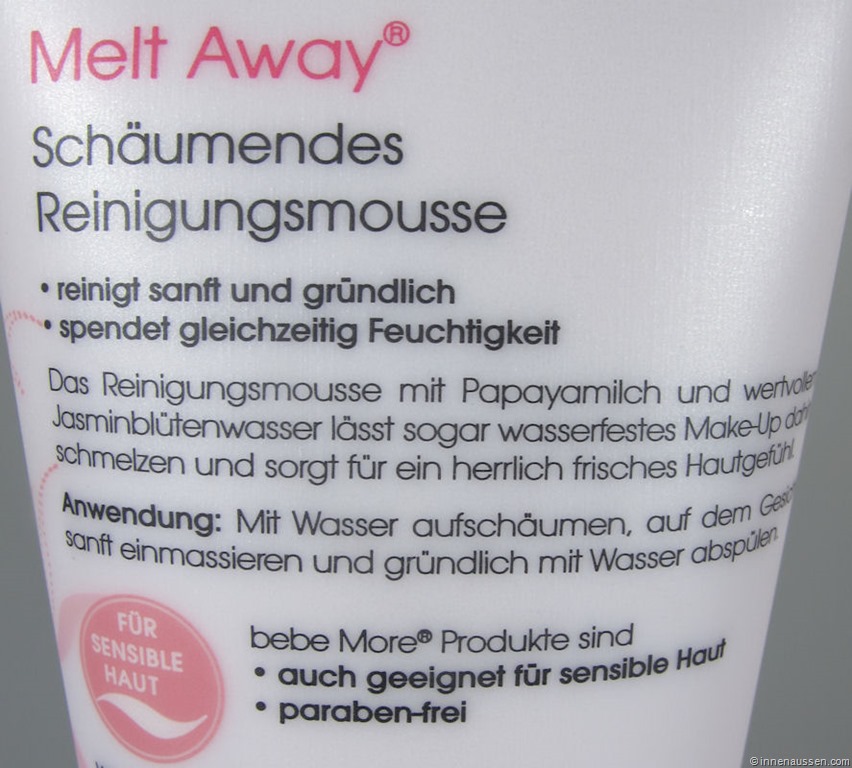 Melt Away®
Schäumendes
Reinigungsmousse
• reinigt sanft und gründlich
• spendet gleichzeitig Feuchtigkeit
Das Reinigungsmousse mit Papayamilch und
Jasminblütenwasser lässt sogar wasserfestes Make-Up
schmelzen und sorgt für ein herrlich frisches Hautgefühl.
Anwendung: Mit Wasser aufschäumen, auf dem
sanft einmassieren und gründlich mit Wasser abspülen.
FÜR
SENSIBLE
HAUT
bebe More® Produkte sind
• auch geeignet für sensible Haut
• paraben-frei
© innenaussen.com